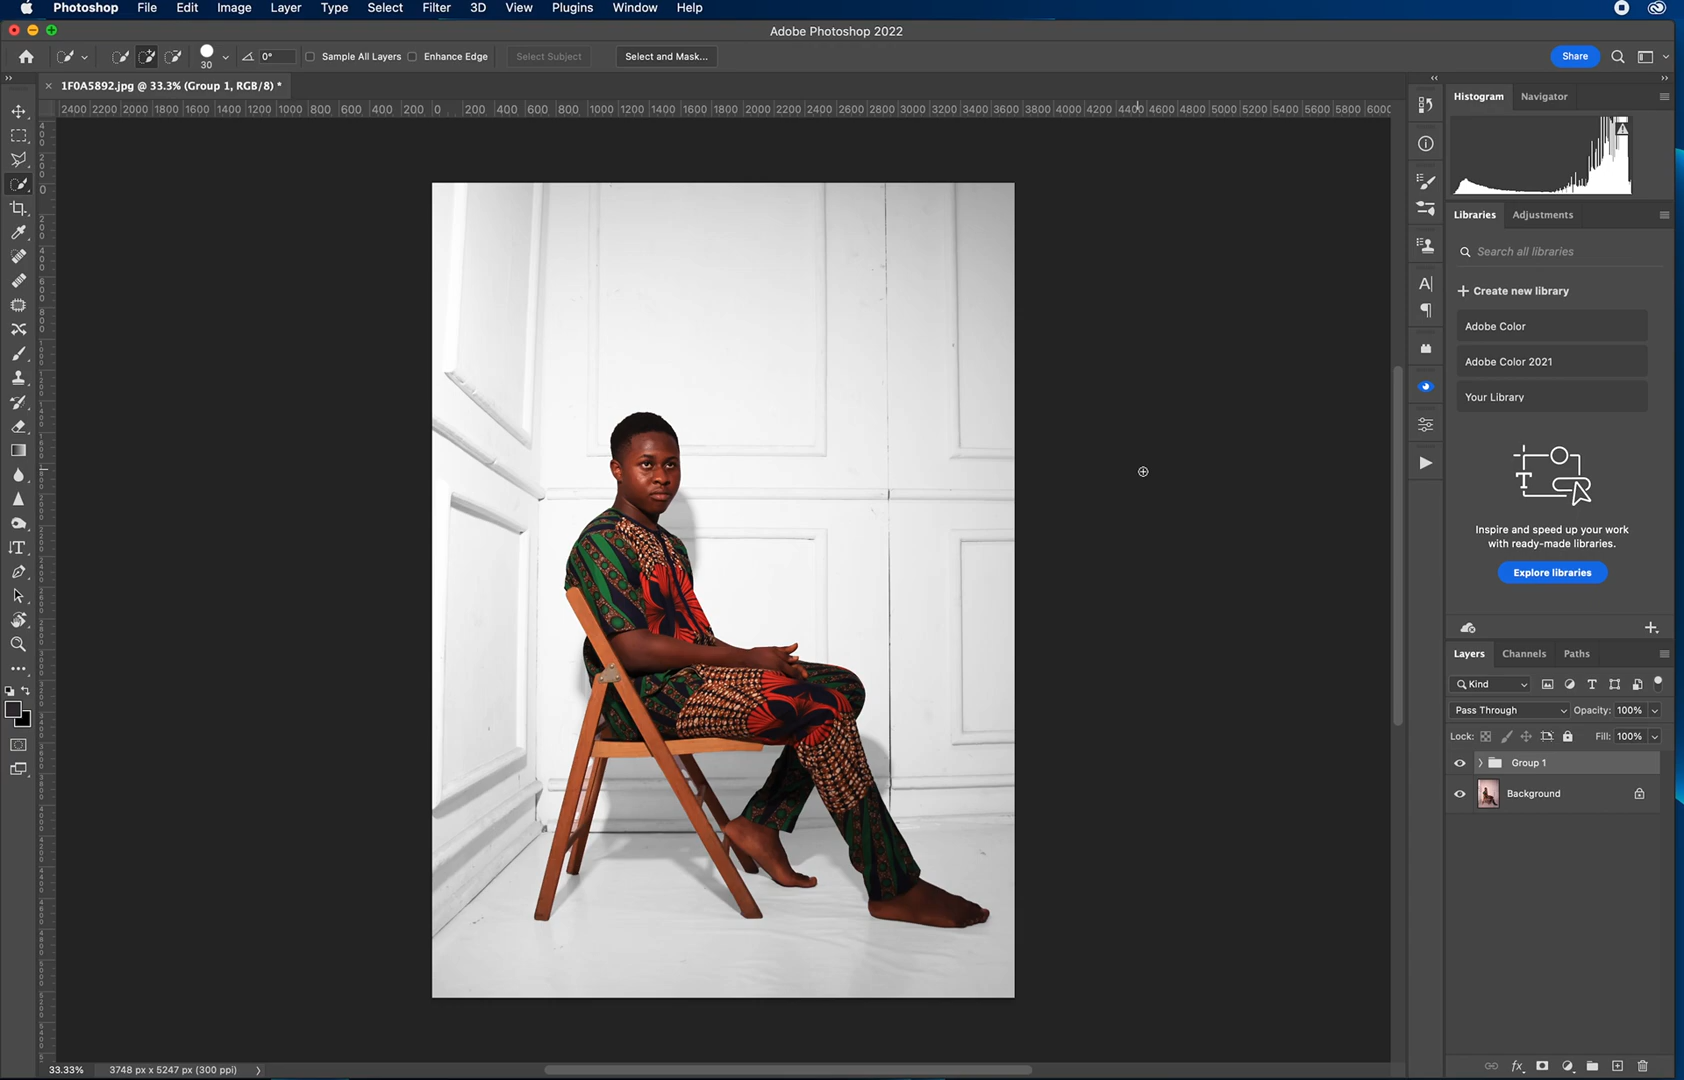 Photoshop File Edit Image Layer Type Select Filter 3D View Plugins Window Help
Adobe Photoshop 2022
30
0°
Sample All Layers
Enhance Edge
Select Subject
Select and Mask...
Share
1F0A5892.jpg @ 33.3% (Group 1, RGB/8) *
2400 2200 2000 1800 1600 1400 1200 1000 800 600 400 200 0 200 400 600 800 1000 1200 1400 1600 1800 2000 2200 2400 2600 2800 3000 3200 3400 3600 3800 4000 4200 4400 4600 4800 5000 5200 5400 5600 5800 6000
Histogram Navigator
Libraries Adjustments
Search all libraries
+ Create new library
Adobe Color
Adobe Color 2021
Your Library
Inspire and speed up your work
with ready-made libraries.
Explore libraries
Layers Channels Paths
Kind
Pass Through Opacity: 100%
Lock: Fill: 100%
Group 1
Background
fx
33.33% 3748 px x 5247 px (300 ppi)